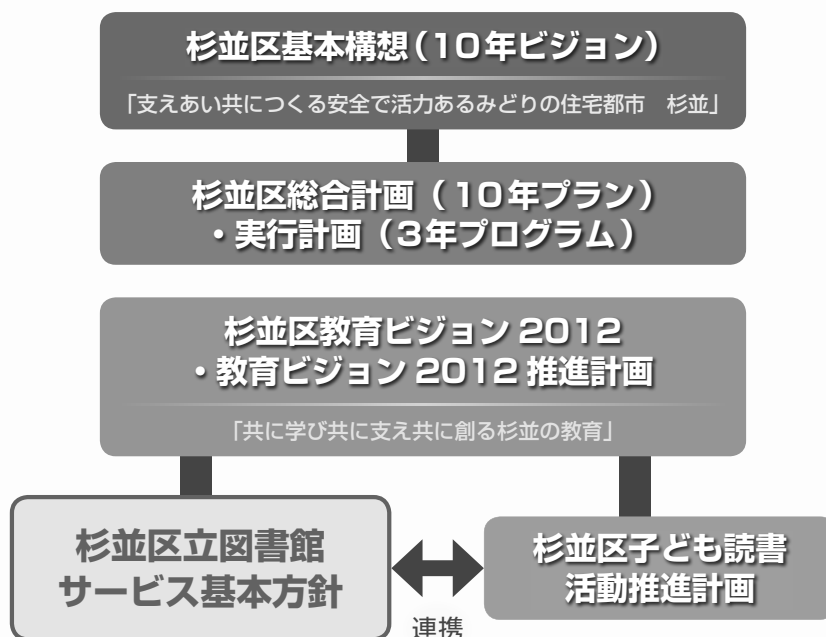 杉並区基本構想（10年ビジョン）
「支えあい共につくる安全で活力あるみどりの住宅都市　杉並」
杉並区総合計画（10年プラン）
・実行計画（3年プログラム）
杉並区教育ビジョン 2012
・教育ビジョン 2012 推進計画
「共に学び共に支え共に創る杉並の教育」
杉並区立図書館
サービス基本方針
杉並区子ども読書
活動推進計画
連携